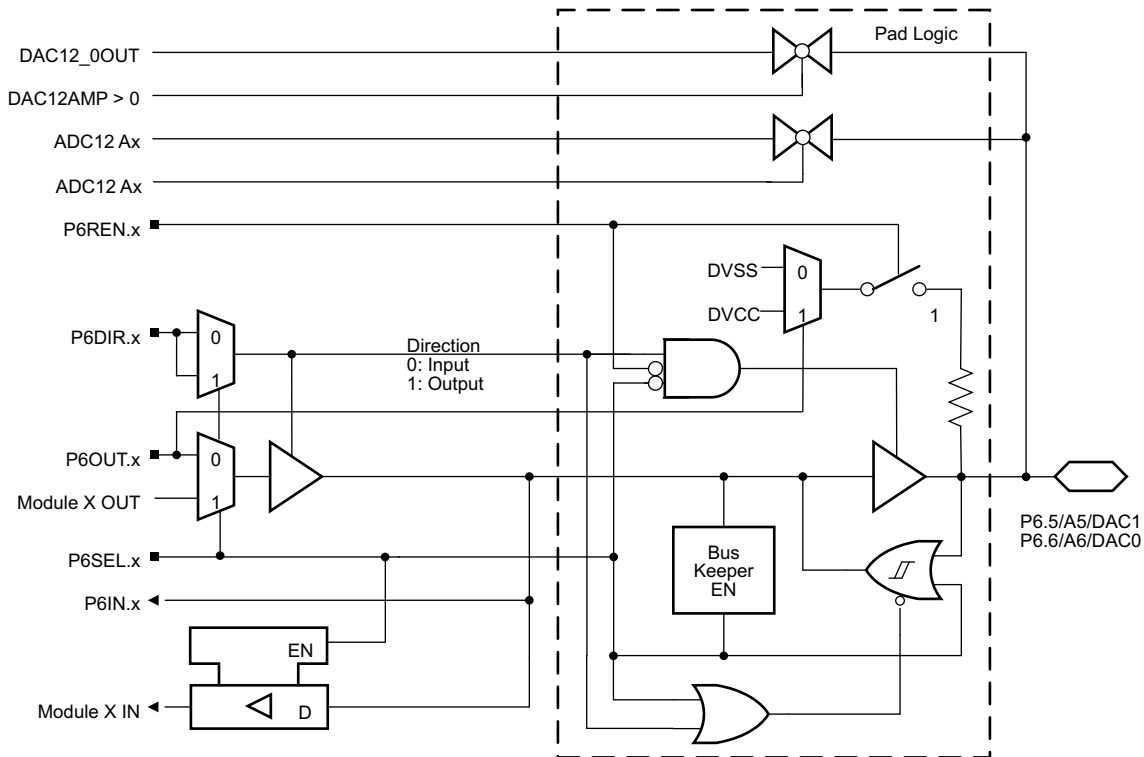 Pad Logic
DAC12_0OUT
DAC12AMP > 0
ADC12 Ax
ADC12 Ax
P6REN.x
DVSS
0
DVCC
1
1
P6DIR.x
0
1
Direction
0: Input
1: Output
P6OUT.x
0
Module X OUT
1
P6.5/A5/DAC1
P6.6/A6/DAC0
P6SEL.x
Bus
Keeper
EN
P6IN.x
EN
Module X IN
D